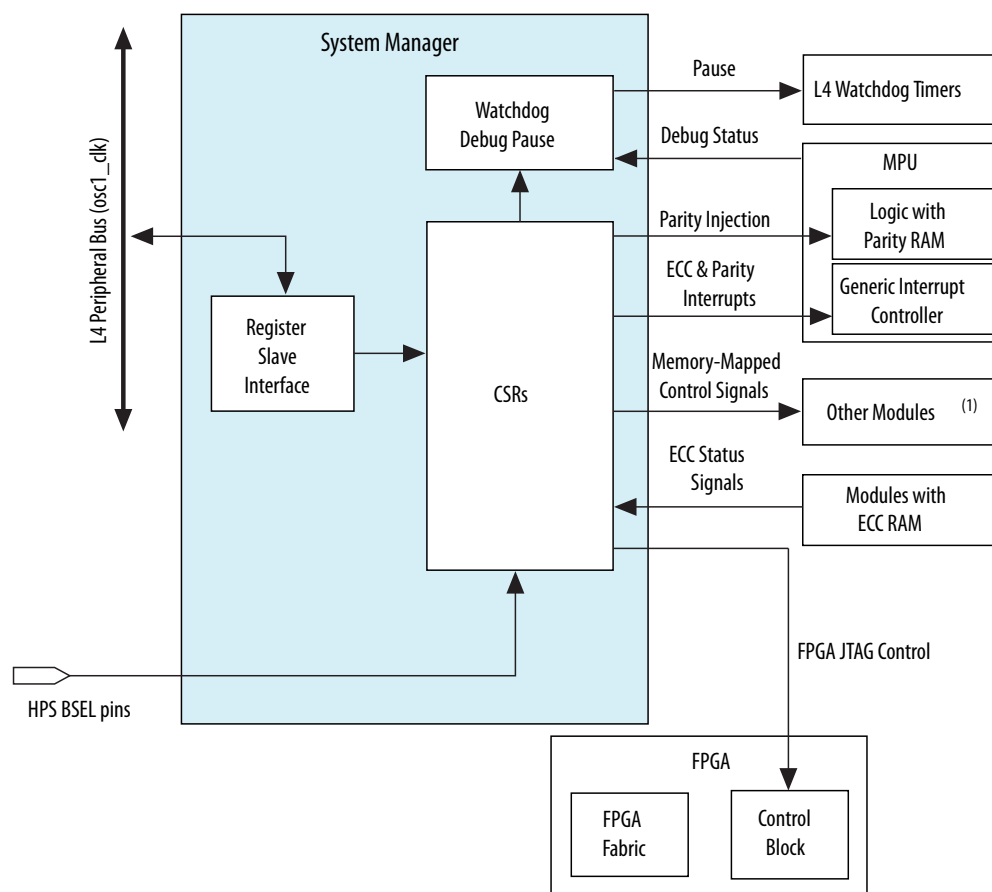 System Manager
L4 Peripheral Bus (osc1_clk)
Watchdog
Debug Pause
Pause
L4 Watchdog Timers
Debug Status
MPU
Parity Injection
Logic with
Parity RAM
ECC & Parity
Interrupts
Generic Interrupt
Controller
Register
Slave
Interface
CSRs
Memory-Mapped
Control Signals
Other Modules (1)
ECC Status
Signals
Modules with
ECC RAM
FPGA JTAG Control
HPS BSEL pins
FPGA
FPGA
Fabric
Control
Block